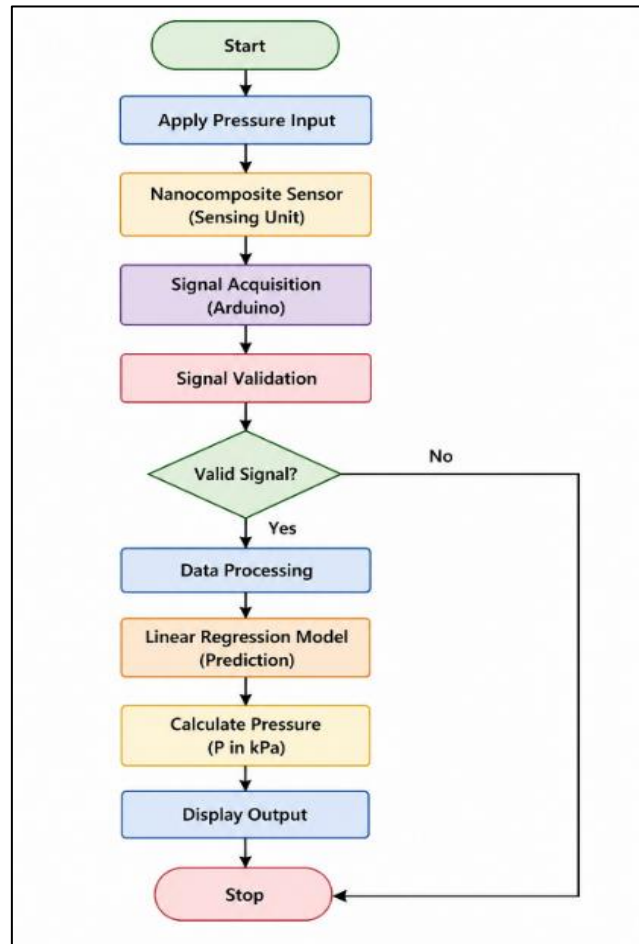 Start
Apply Pressure Input
Nanocomposite Sensor
(Sensing Unit)
Signal Acquisition
(Arduino)
Signal Validation
Valid Signal?
No
Yes
Data Processing
Linear Regression Model
(Prediction)
Calculate Pressure
(P in kPa)
Display Output
Stop